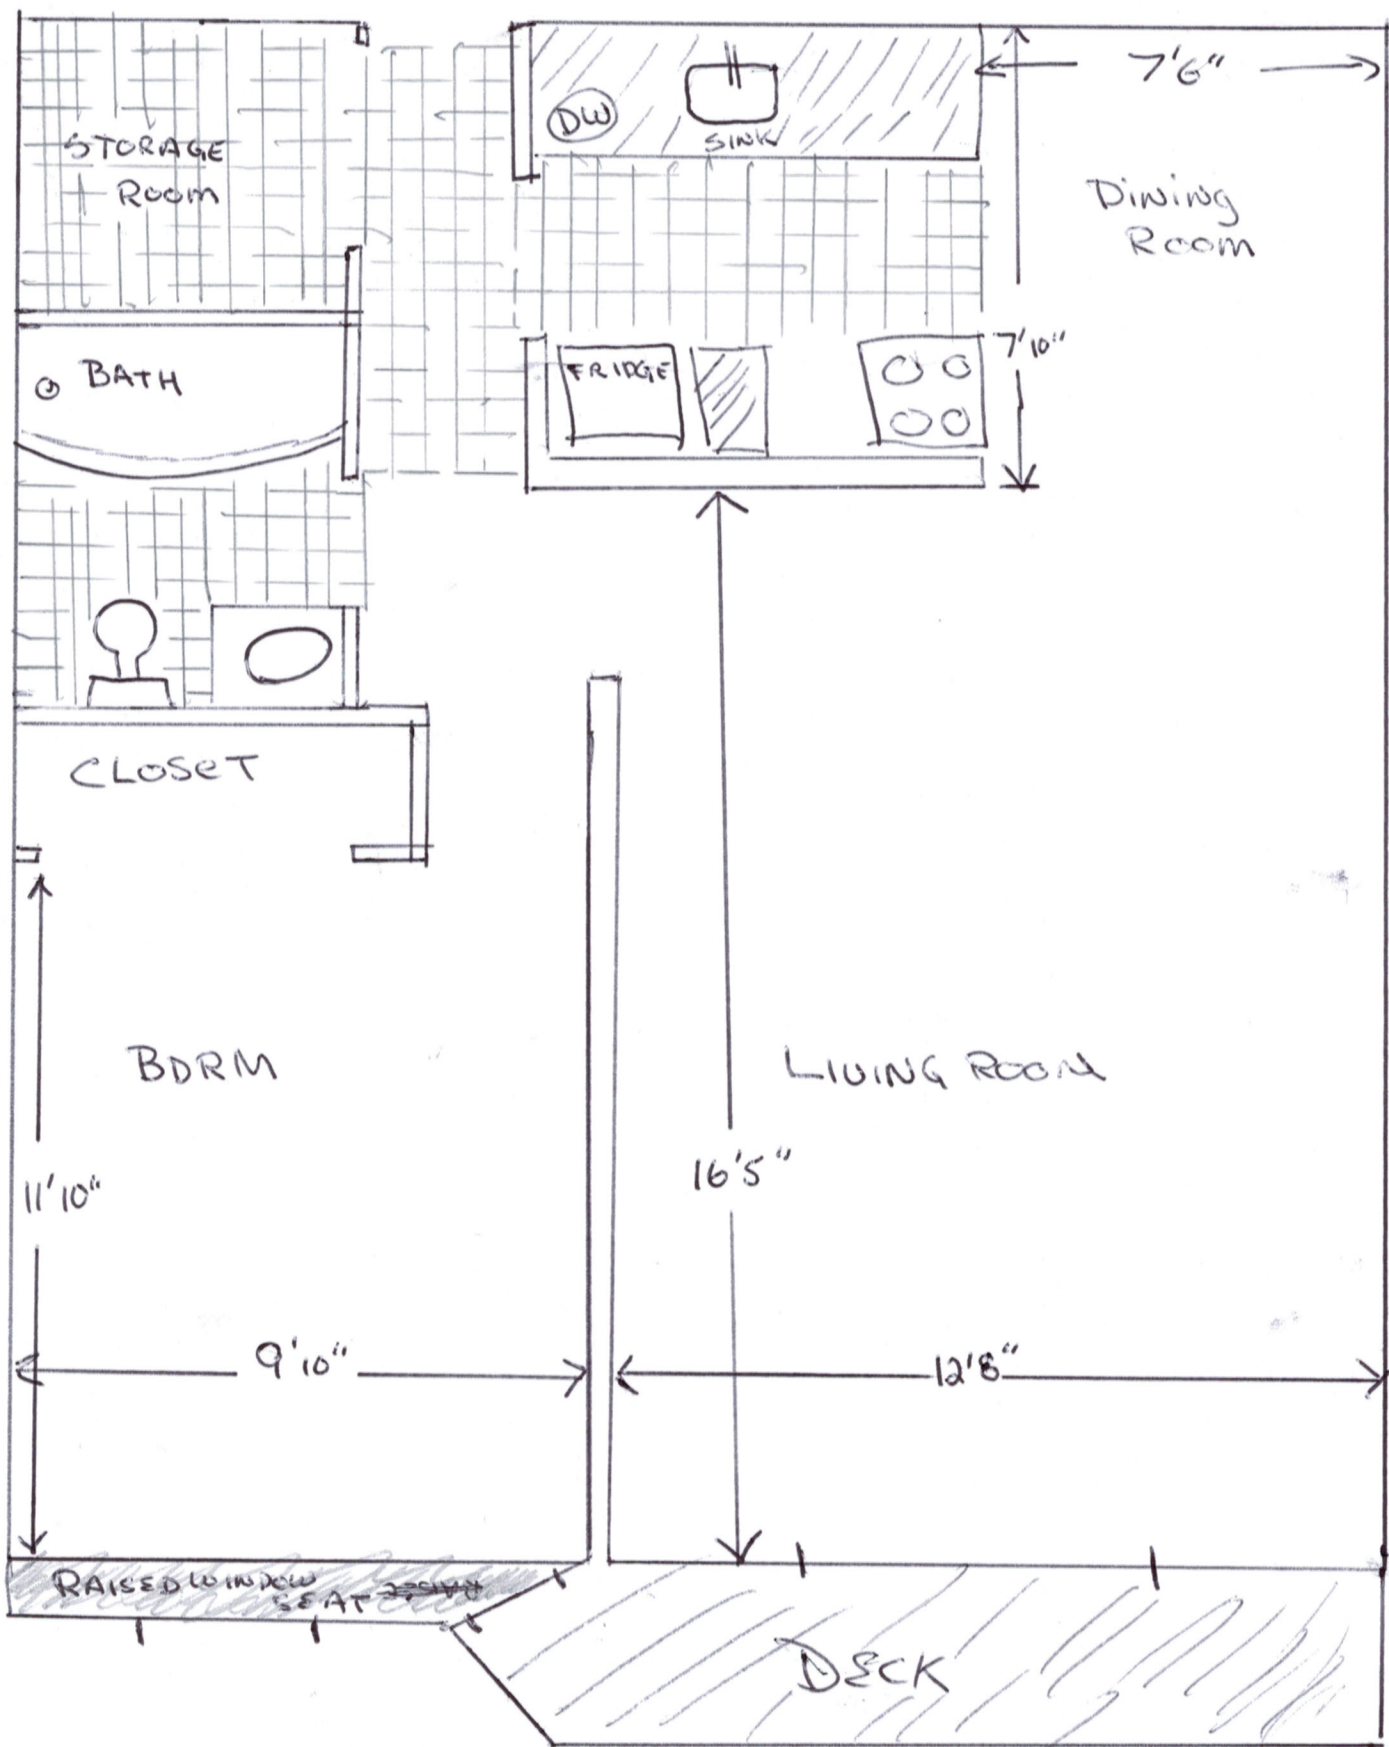 7'6"
DW
SINK
STORAGE
Room
Dining
Room
7'10"
FRIDGE
BATH
CLOSET
BDRM
LIVING ROOM
16'5"
11'10"
9'10"
12'8"
RAISED WINDOW
SEAT
DECK